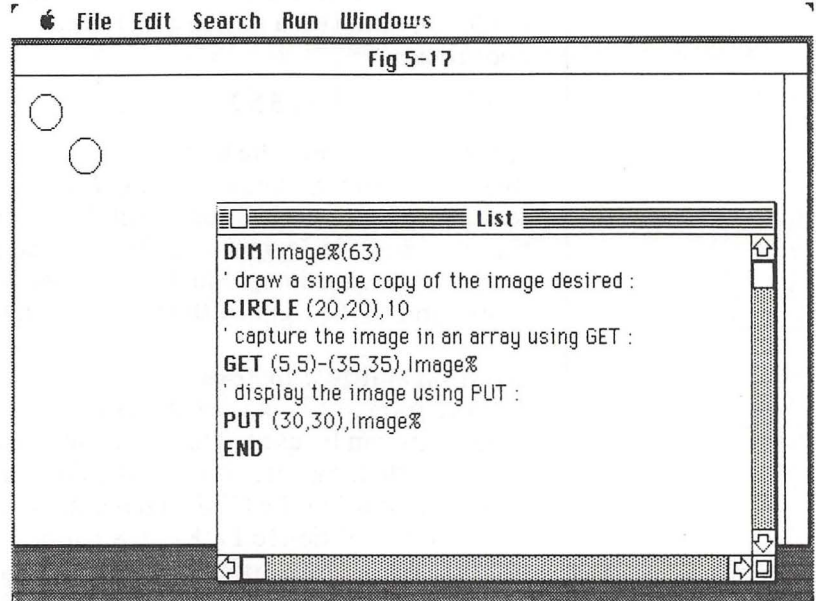 File Edit Search Run Windows
Fig 5-17
List
DIM Image%(63)
' draw a single copy of the image desired :
CIRCLE (20,20),10
' capture the image in an array using GET :
GET (5,5)-(35,35),Image%
' display the image using PUT :
PUT (30,30),Image%
END